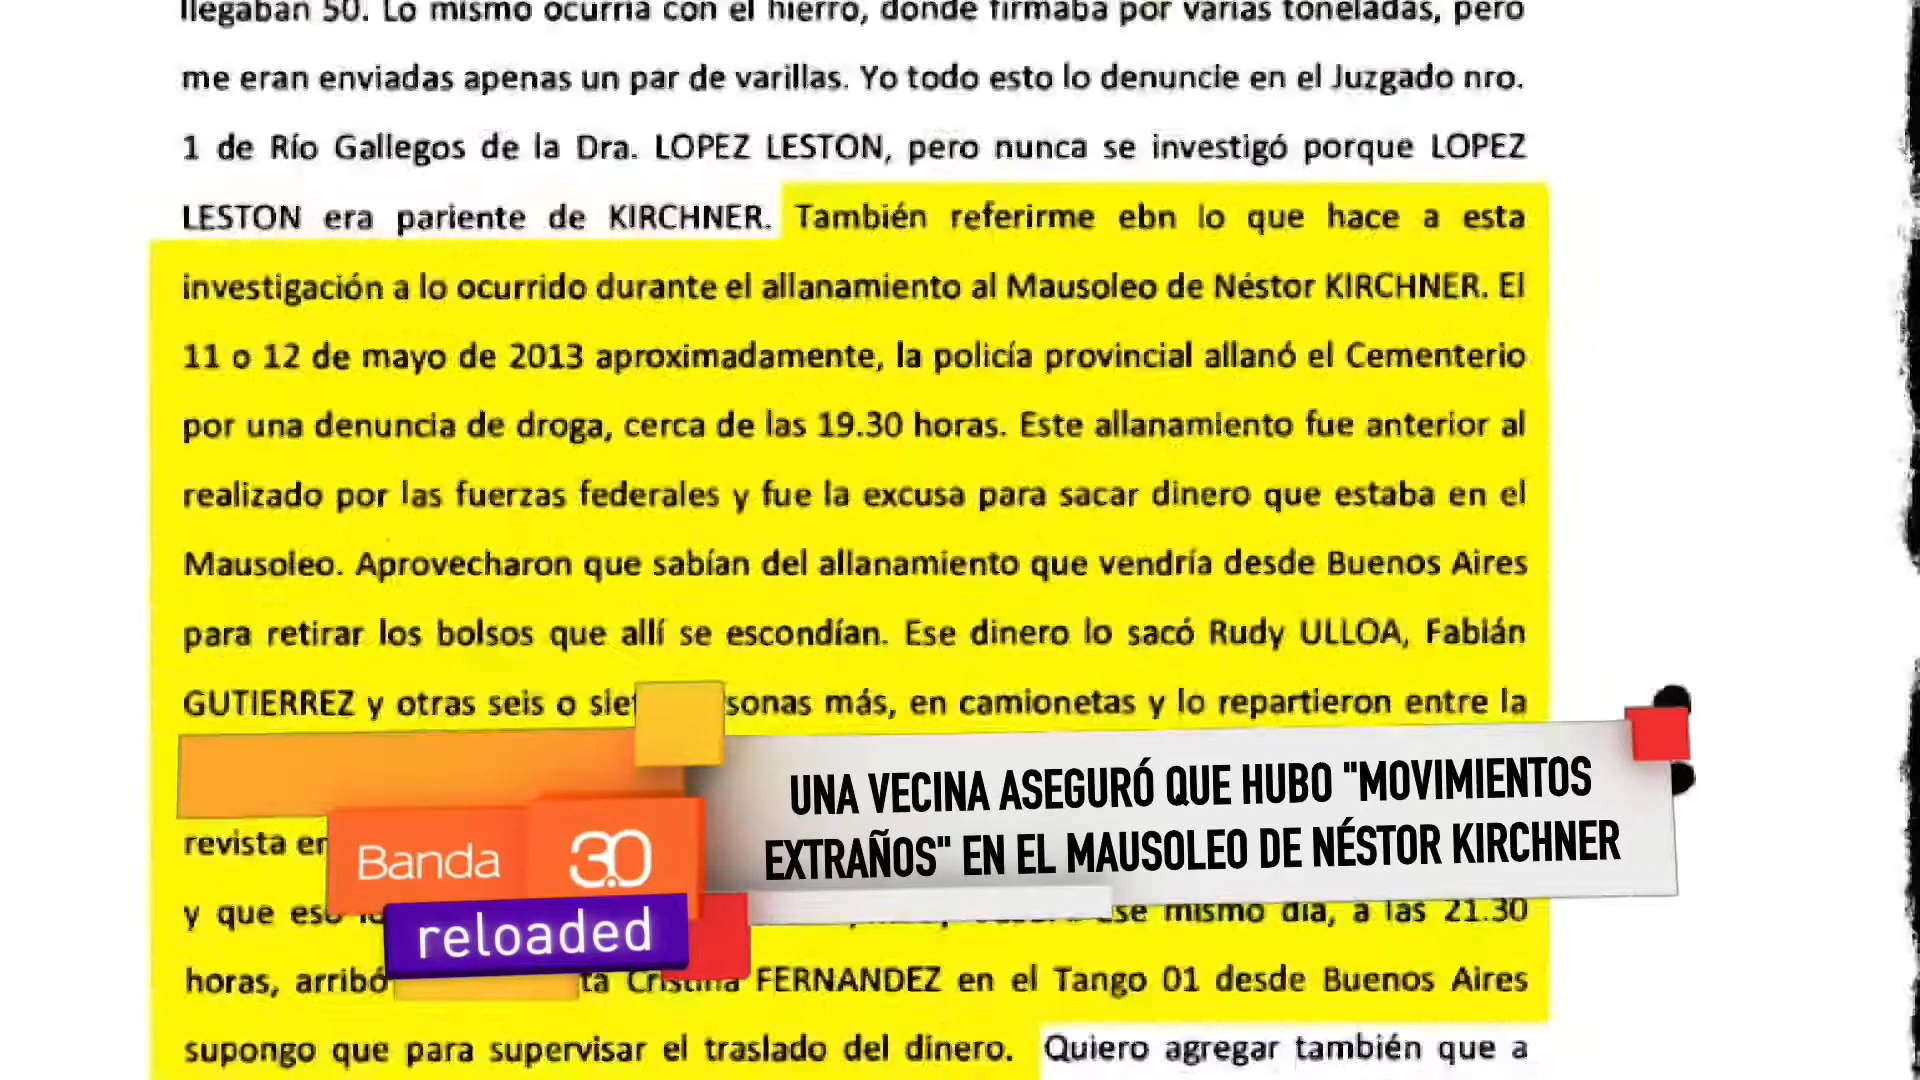 llegaban 50. Lo mismo ocurría con el hierro, donde firmaba por varias toneladas, pero
me eran enviadas apenas un par de varillas. Yo todo esto lo denuncie en el Juzgado nro.
1 de Río Gallegos de la Dra. LOPEZ LESTON, pero nunca se investigó porque LOPEZ
LESTON era pariente de KIRCHNER. También referirme ebn lo que hace a esta
investigación a lo ocurrido durante el allanamiento al Mausoleo de Néstor KIRCHNER. El
11 o 12 de mayo de 2013 aproximadamente, la policía provincial allanó el Cementerio
por una denuncia de droga, cerca de las 19.30 horas. Este allanamiento fue anterior al
realizado por las fuerzas federales y fue la excusa para sacar dinero que estaba en el
Mausoleo. Aprovecharon que sabían del allanamiento que vendría desde Buenos Aires
para retirar los bolsos que allí se escondían. Ese dinero lo sacó Rudy ULLOA, Fabián
GUTIERREZ y otras seis o sonas más, en camionetas y lo repartieron entre la
revista
y que ese mismo día, a las 21.30
horas, arribó ta Cristina FERNANDEZ en el Tango 01 desde Buenos Aires
supongo que para supervisar el traslado del dinero. Quiero agregar también que a
UNA VECINA ASEGURÓ QUE HUBO "MOVIMIENTOS
EXTRAÑOS" EN EL MAUSOLEO DE NÉSTOR KIRCHNER
Banda 3.0
reloaded